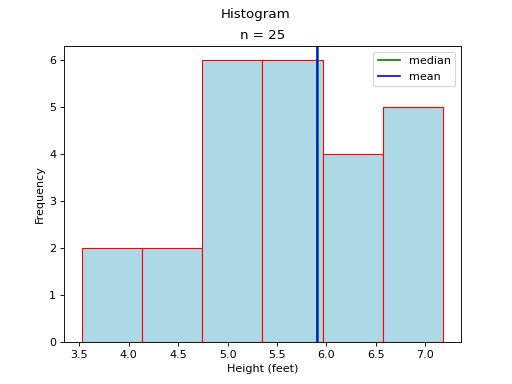 Histogram
n = 25
median
mean
Frequency
6
5
4
3
2
1
0
3.5 4.0 4.5 5.0 5.5 6.0 6.5 7.0
Height (feet)